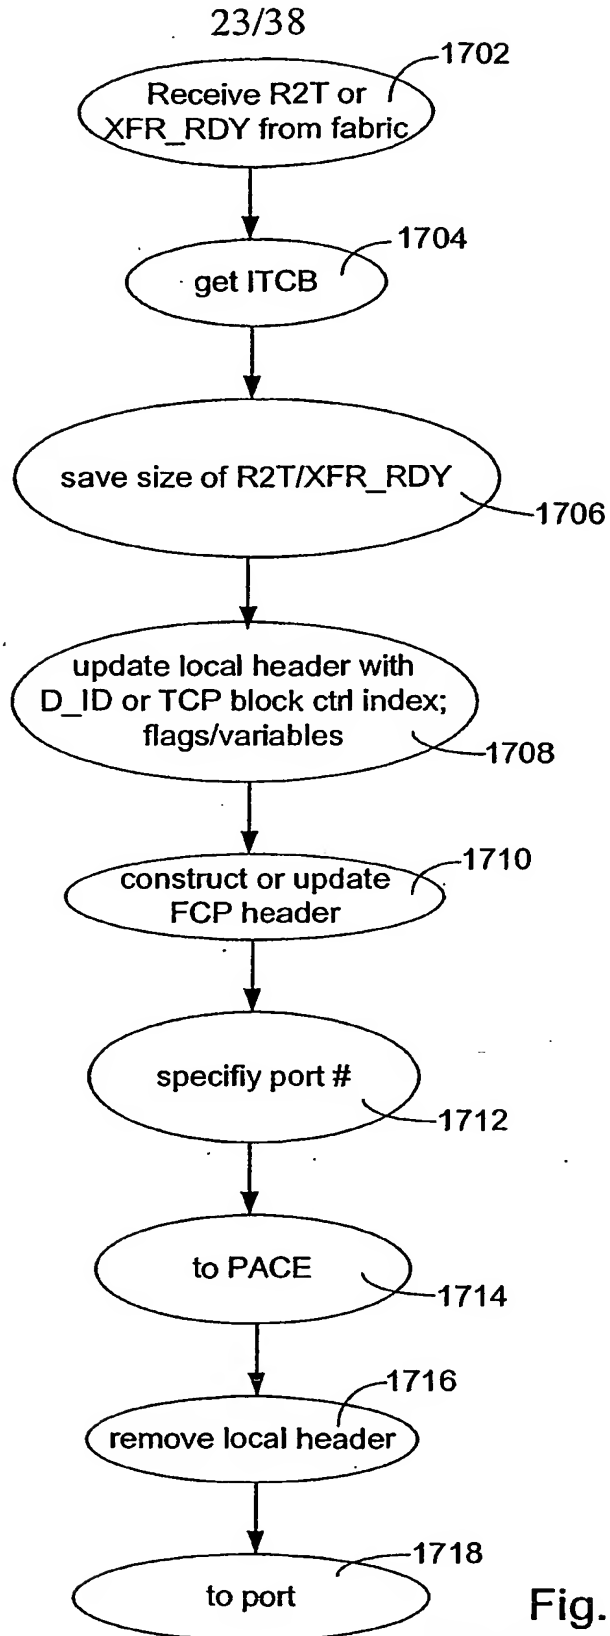 23/38
1702
Receive R2T or
XFR_RDY from fabric
1704
get ITCB
save size of R2T/XFR_RDY
1706
update local header with
D_ID or TCP block ctrl index;
flags/variables
1708
1710
construct or update
FCP header
specifiy port #
1712
to PACE
1714
1716
remove local header
1718
to port
Fig.